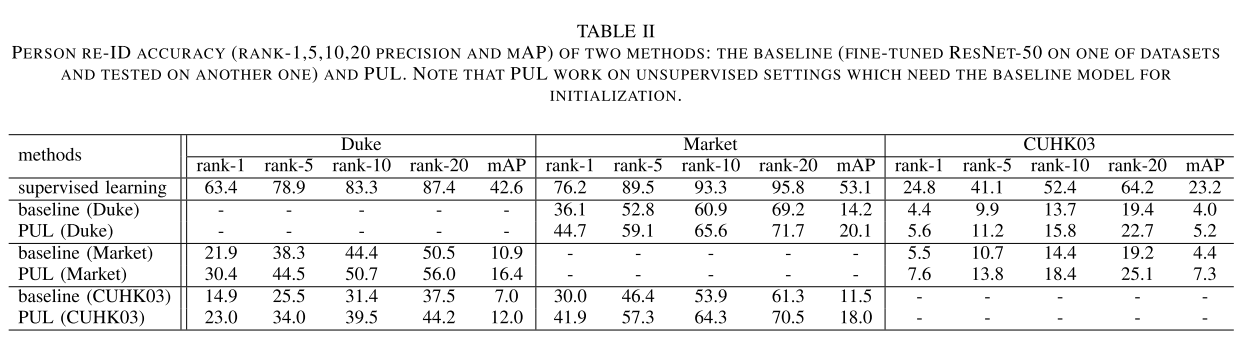 TABLE II
PERSON RE-ID ACCURACY (RANK-1,5,10,20 PRECISION AND MAP) OF TWO METHODS: THE BASELINE (FINE-TUNED RESNET-50 ON ONE OF DATASETS
AND TESTED ON ANOTHER ONE) AND PUL. NOTE THAT PUL WORK ON UNSUPERVISED SETTINGS WHICH NEED THE BASELINE MODEL FOR
INITIALIZATION.
methods Duke Market CUHK03
rank-1 rank-5 rank-10 rank-20 mAP rank-1 rank-5 rank-10 rank-20 mAP rank-1 rank-5 rank-10 rank-20 mAP
supervised learning 63.4 78.9 83.3 87.4 42.6 76.2 89.5 93.3 95.8 53.1 24.8 41.1 52.4 64.2 23.2
baseline (Duke) - - - - - 36.1 52.8 60.9 69.2 14.2 4.4 9.9 13.7 19.4 4.0
PUL (Duke) - - - - - 44.7 59.1 65.6 71.7 20.1 5.6 11.2 15.8 22.7 5.2
baseline (Market) 21.9 38.3 44.4 50.5 10.9 - - - - - 5.5 10.7 14.4 19.2 4.4
PUL (Market) 30.4 44.5 50.7 56.0 16.4 - - - - - 7.6 13.8 18.4 25.1 7.3
baseline (CUHK03) 14.9 25.5 31.4 37.5 7.0 30.0 46.4 53.9 61.3 11.5 - - - - -
PUL (CUHK03) 23.0 34.0 39.5 44.2 12.0 41.9 57.3 64.3 70.5 18.0 - - - - -